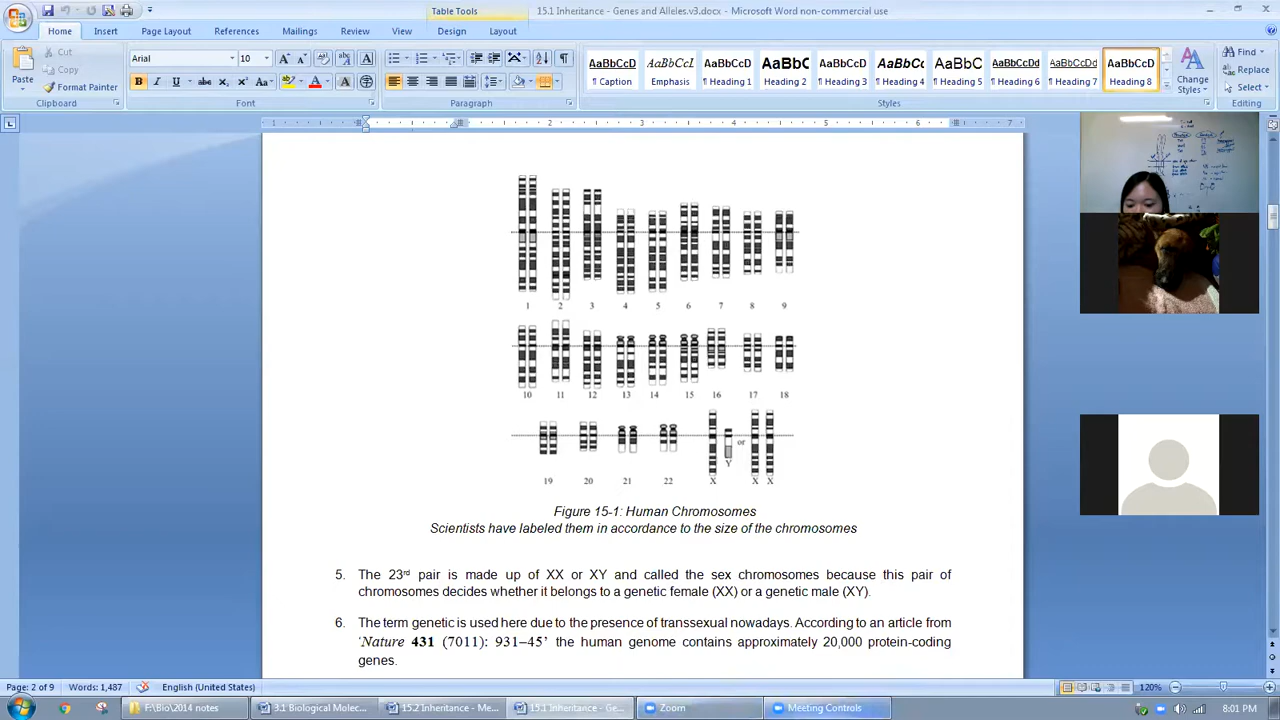 Table Tools
15.1 Inheritance - Genes and Alleles.v3.docx - Microsoft Word non-commercial use
Home Insert Page Layout References Mailings Review View Design Layout
Paste
Cut
Copy
Format Painter
Clipboard
Arial 10
Font
Paragraph
AaBbCcDd AaBbCcL AaBbCcDd AaBbC AaBbCcDd AaBbCc AaBbC AaBbCcDd AaBbCcDd AaBbCcDd
¶ Caption Emphasis ¶ Heading 1 ¶ Heading 2 ¶ Heading 3 ¶ Heading 4 ¶ Heading 5 ¶ Heading 6 ¶ Heading 7 Heading 8
Styles
Change Styles
Find
Replace
Select
Editing
1 2 3 4 5 6 7 8 9
10 11 12 13 14 15 16 17 18
or
Y
19 20 21 22 X X X
Figure 15-1: Human Chromosomes
Scientists have labeled them in accordance to the size of the chromosomes
5. The 23rd pair is made up of XX or XY and called the sex chromosomes because this pair of
chromosomes decides whether it belongs to a genetic female (XX) or a genetic male (XY).
6. The term genetic is used here due to the presence of transsexual nowadays. According to an article from
‘Nature 431 (7011): 931–45’ the human genome contains approximately 20,000 protein-coding
genes.
Page: 2 of 9 Words: 1,487 English (United States) 120%
F:\Bio\2014 notes 3.1 Biological Molec... 15.2 Inheritance - Me... 15.1 Inheritance - Ge... Zoom Meeting Controls 8:01 PM